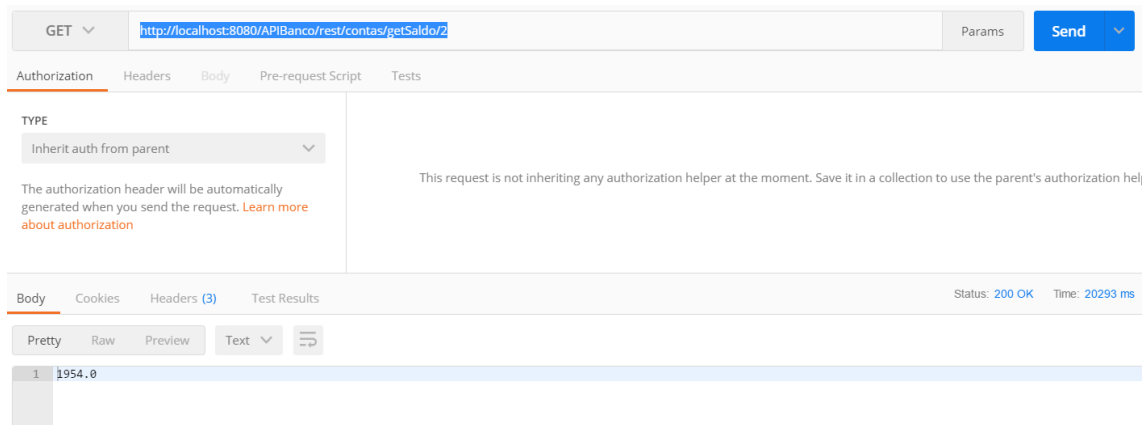 GET http://localhost:8080/APIBanco/rest/contas/getSaldo/2 Params Send
Authorization Headers Body Pre-request Script Tests
TYPE
Inherit auth from parent
The authorization header will be automatically
generated when you send the request. Learn more
about authorization
This request is not inheriting any authorization helper at the moment. Save it in a collection to use the parent's authorization hel
Body Cookies Headers (3) Test Results Status: 200 OK Time: 20293 ms
Pretty Raw Preview Text
1 1954.0